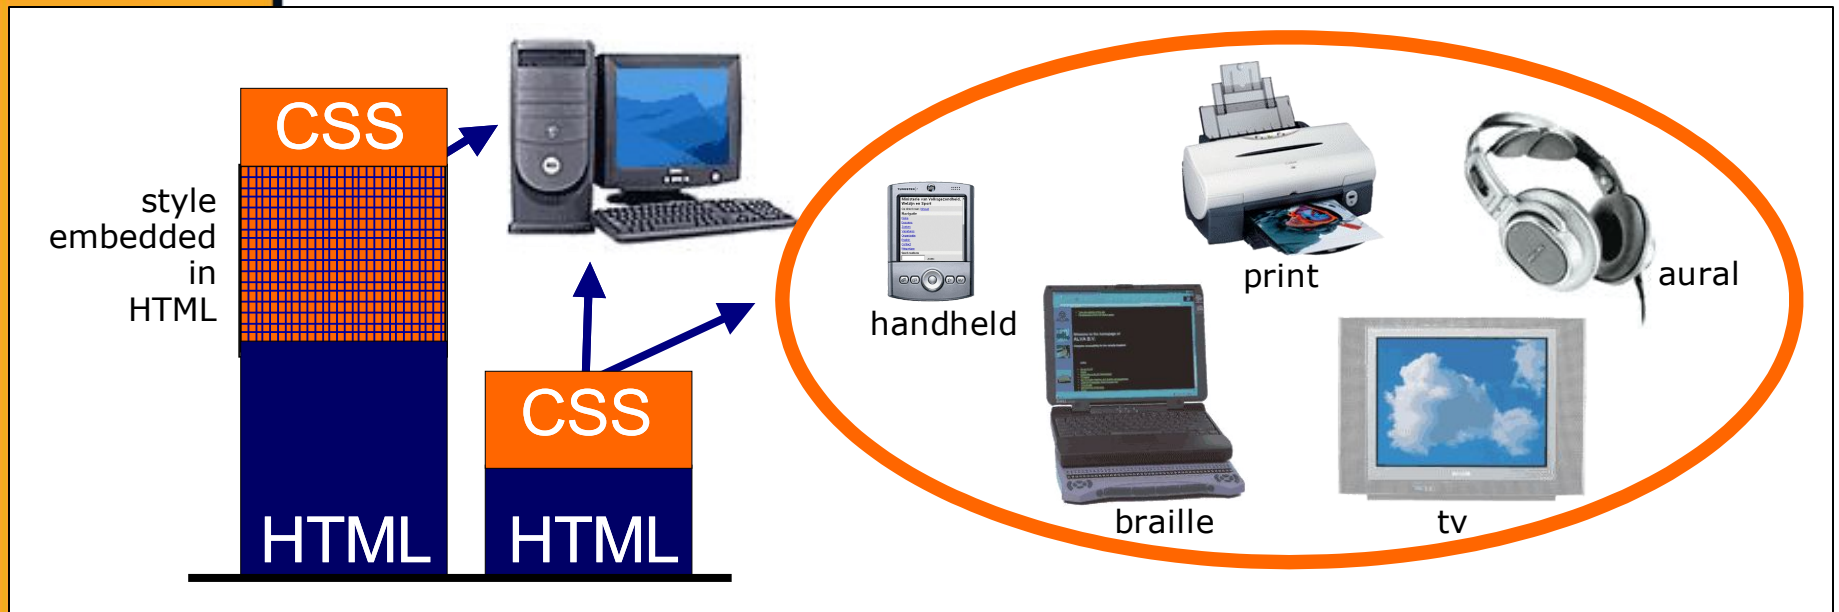 CSS
style
embedded
in
HTML
HTML
CSS
HTML
handheld
print
aural
braille
tv